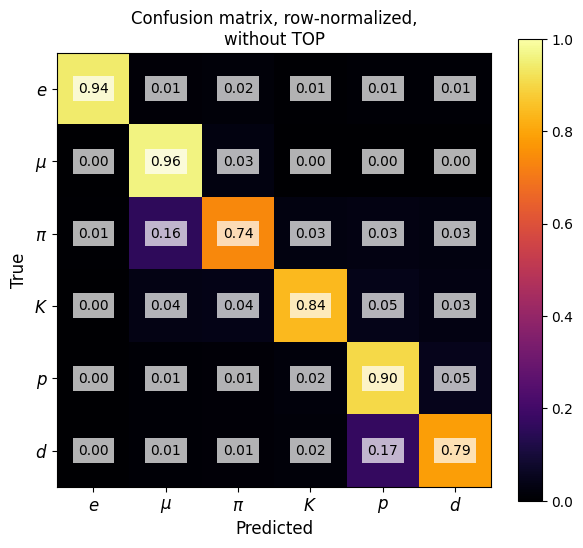 Confusion matrix, row-normalized,
without TOP
True
e 0.94 0.01 0.02 0.01 0.01 0.01
μ 0.00 0.96 0.03 0.00 0.00 0.00
π 0.01 0.16 0.74 0.03 0.03 0.03
K 0.00 0.04 0.04 0.84 0.05 0.03
p 0.00 0.01 0.01 0.02 0.90 0.05
d 0.00 0.01 0.01 0.02 0.17 0.79
e μ π K p d
Predicted
1.0
0.8
0.6
0.4
0.2
0.0